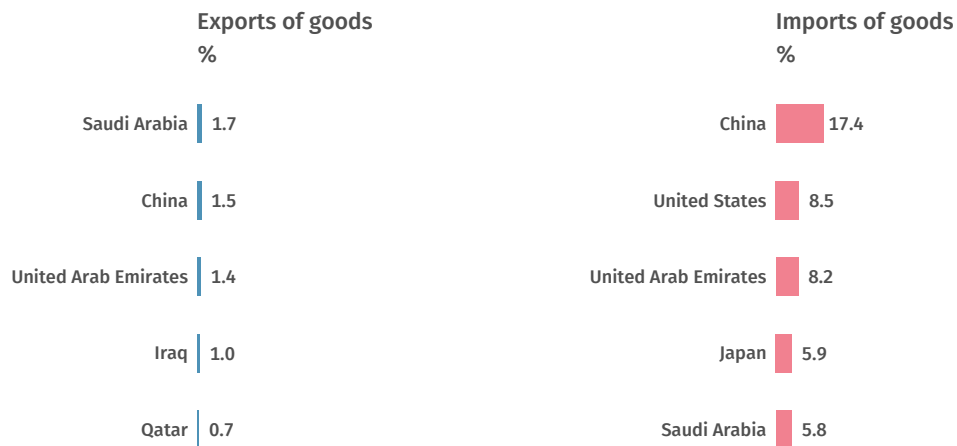 Exports of goods
%
Saudi Arabia 1.7
China 1.5
United Arab Emirates 1.4
Iraq 1.0
Qatar 0.7
Imports of goods
%
China 17.4
United States 8.5
United Arab Emirates 8.2
Japan 5.9
Saudi Arabia 5.8